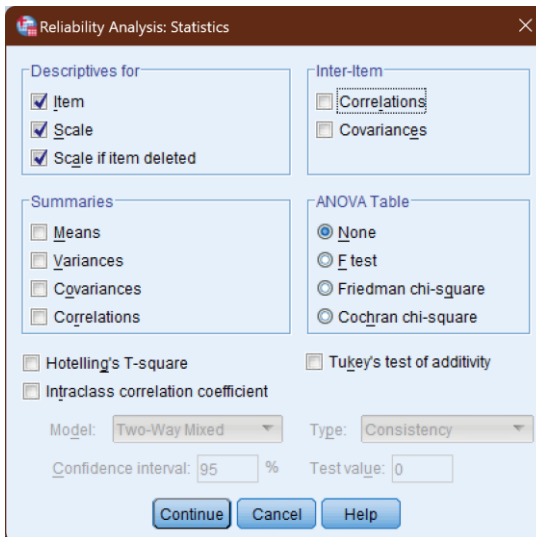 Reliability Analysis: Statistics
Descriptives for
Item
Scale
Scale if item deleted
Inter-Item
Correlations
Covariances
Summaries
Means
Variances
Covariances
Correlations
ANOVA Table
None
F test
Friedman chi-square
Cochran chi-square
Hotelling's T-square
Tukey's test of additivity
Intraclass correlation coefficient
Model: Two-Way Mixed Type: Consistency
Confidence interval: 95 % Test value: 0
Continue Cancel Help